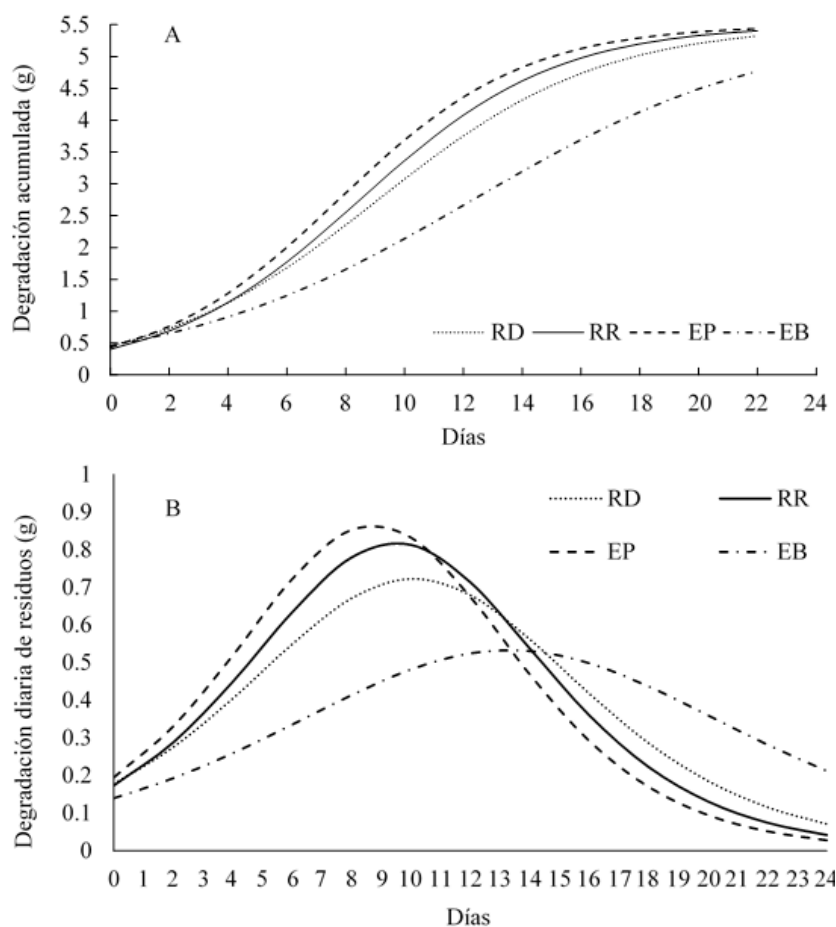 A
Degradación acumulada (g)
5.5
5
4.5
4
3.5
3
2.5
2
1.5
1
0.5
0
RD RR EP EB
0 2 4 6 8 10 12 14 16 18 20 22 24
Días
B
Degradación diaria de residuos (g)
1
0.9
0.8
0.7
0.6
0.5
0.4
0.3
0.2
0.1
0
RD RR
EP EB
0 1 2 3 4 5 6 7 8 9 10 11 12 13 14 15 16 17 18 19 20 21 22 23 24
Días